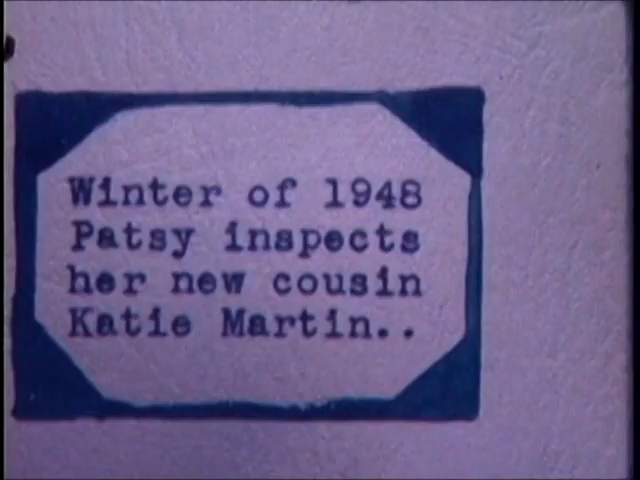 Winter of 1948
Patsy inspects
her new cousin
Katie Martin..